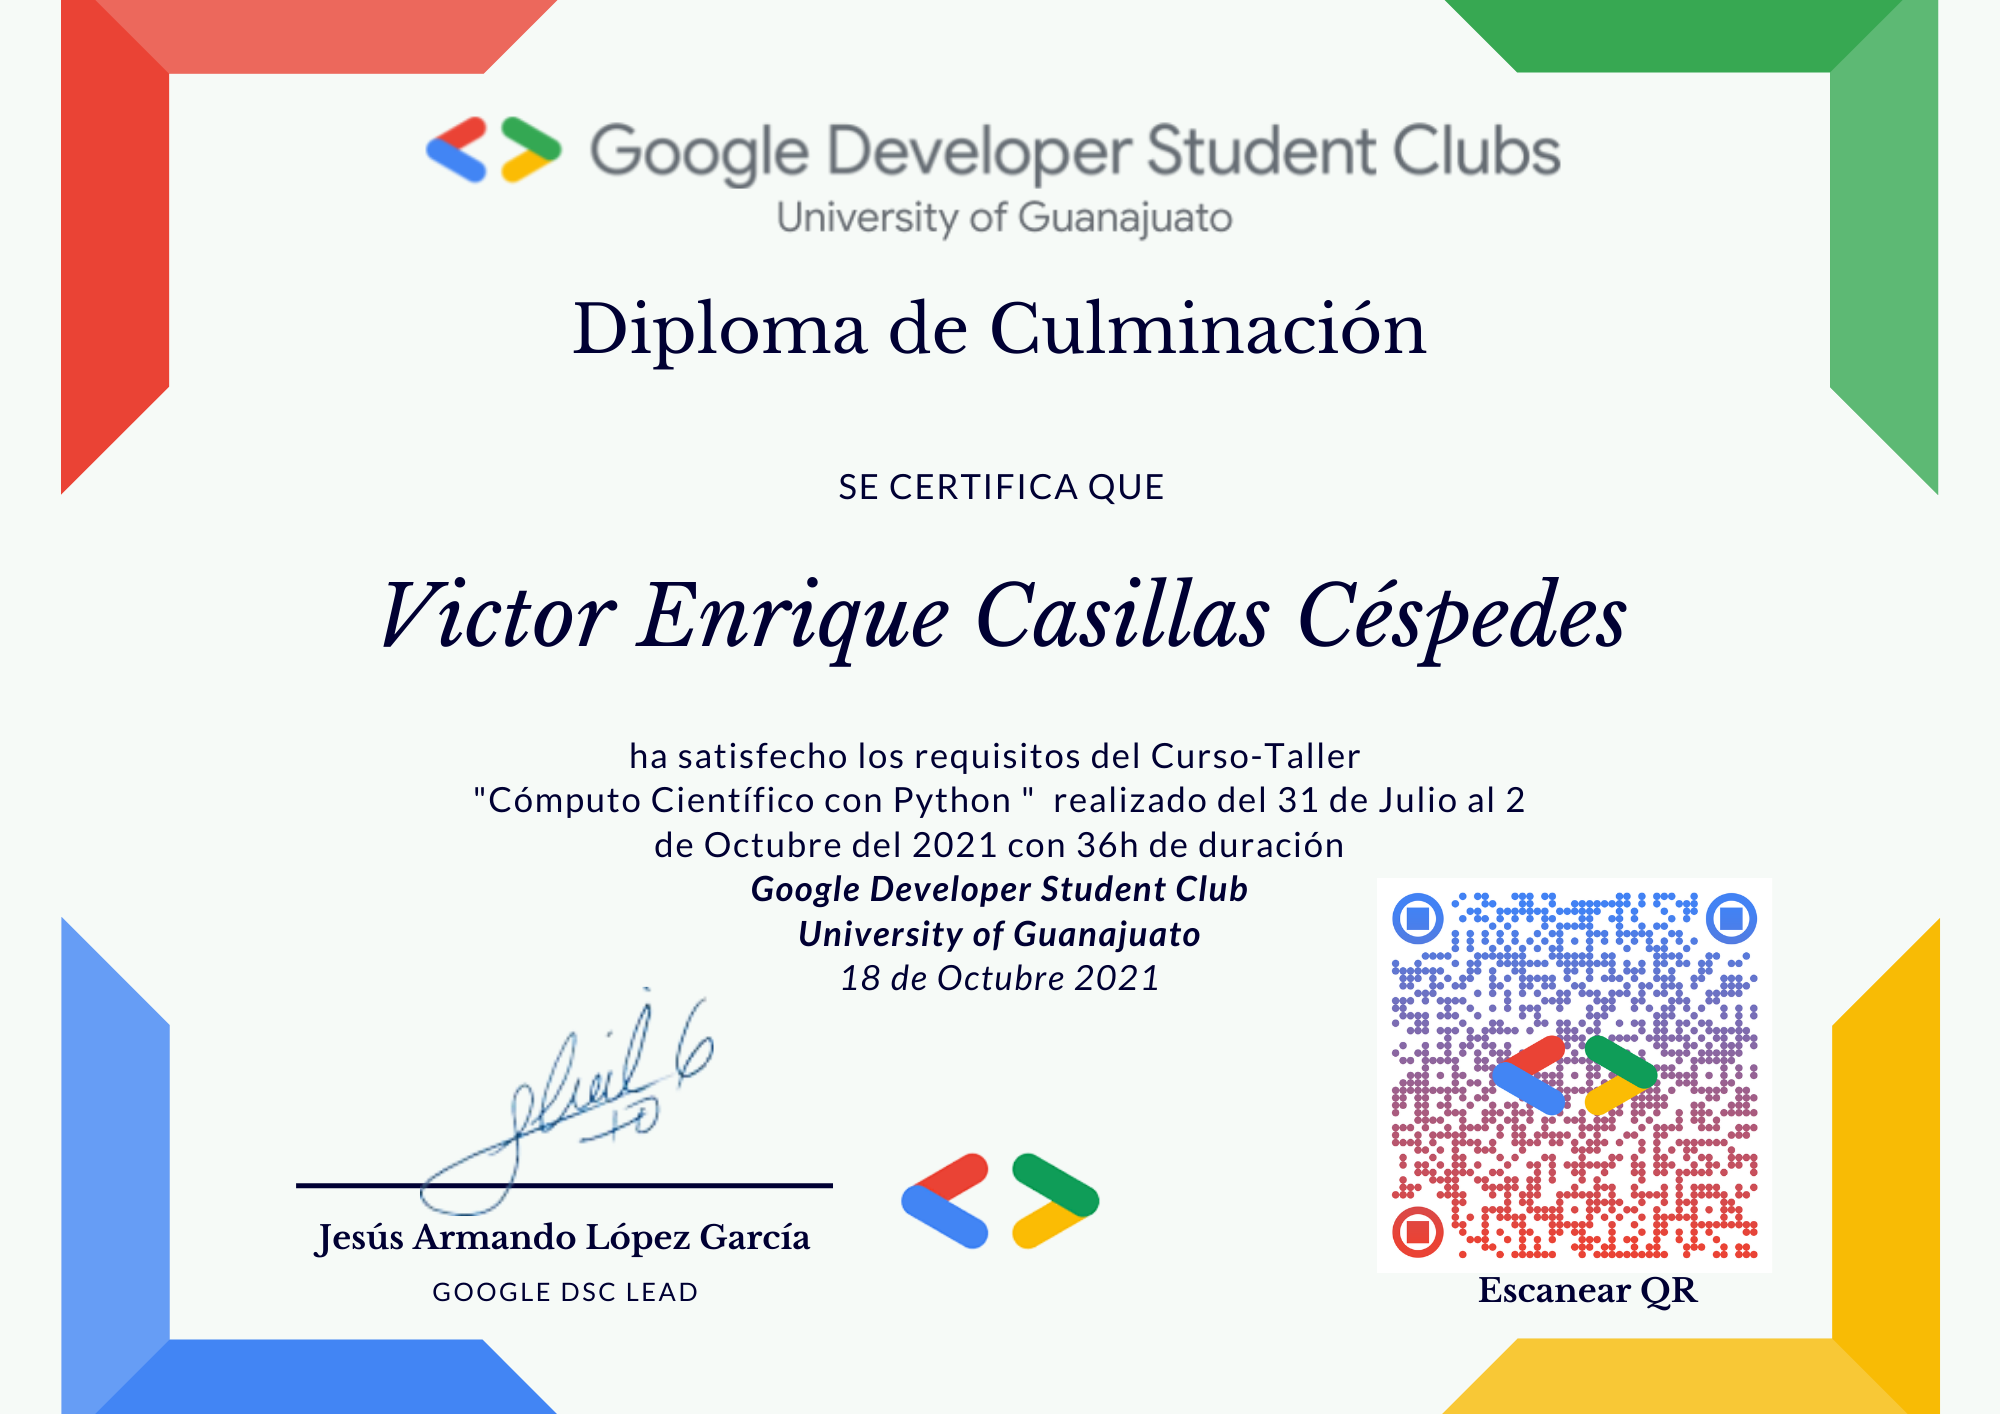 Google Developer Student Clubs
University of Guanajuato
Diploma de Culminación
SE CERTIFICA QUE
Victor Enrique Casillas Céspedes
ha satisfecho los requisitos del Curso-Taller
"Cómputo Científico con Python "  realizado del 31 de Julio al 2
de Octubre del 2021 con 36h de duración
Google Developer Student Club
University of Guanajuato
18 de Octubre 2021
Jesús Armando López García
GOOGLE DSC LEAD
Escanear QR